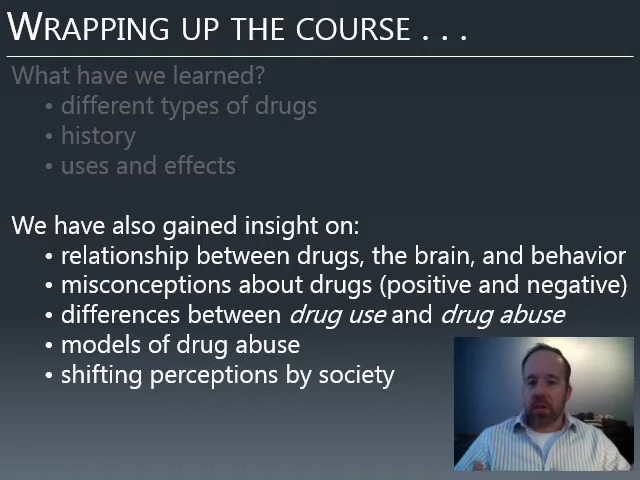 WRAPPING UP THE COURSE . . .
What have we learned?
• different types of drugs
• history
• uses and effects
We have also gained insight on:
• relationship between drugs, the brain, and behavior
• misconceptions about drugs (positive and negative)
• differences between drug use and drug abuse
• models of drug abuse
• shifting perceptions by society